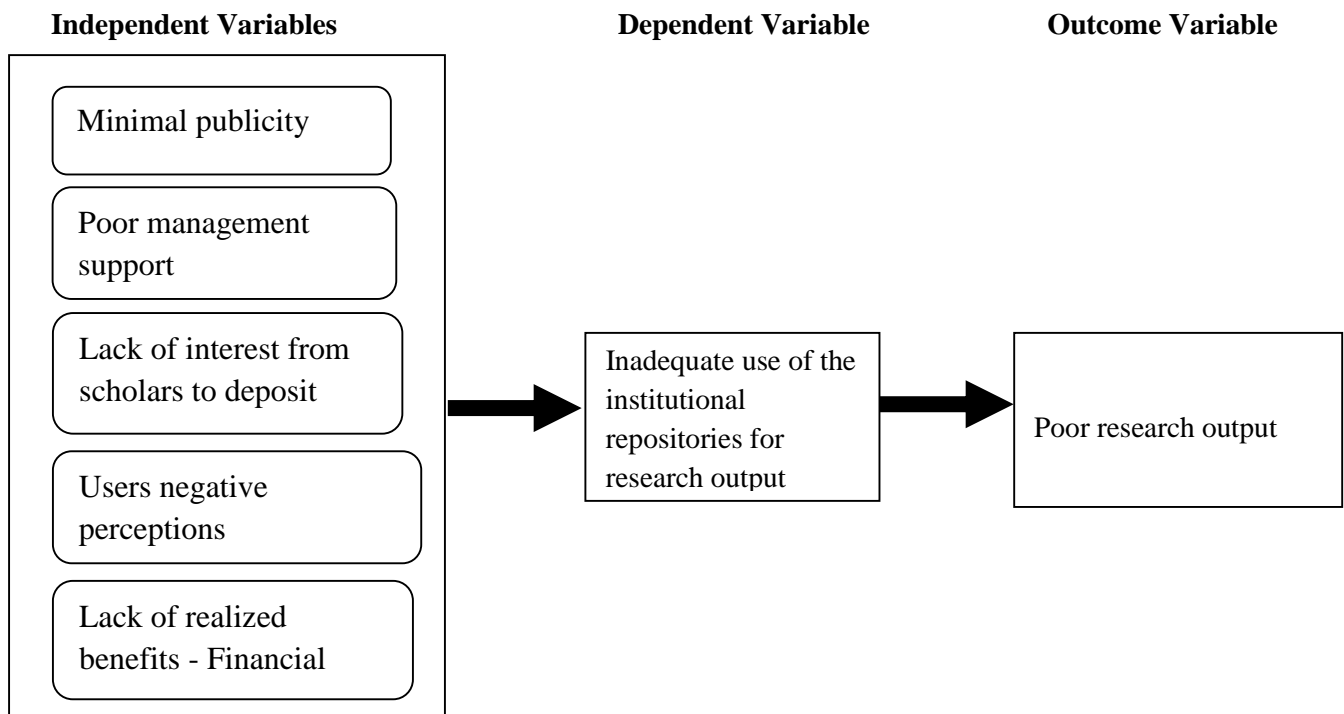 Independent Variables
Dependent Variable
Outcome Variable
Minimal publicity
Poor management
support
Lack of interest from
scholars to deposit
Users negative
perceptions
Lack of realized
benefits - Financial
Inadequate use of the
institutional
repositories for
research output
Poor research output